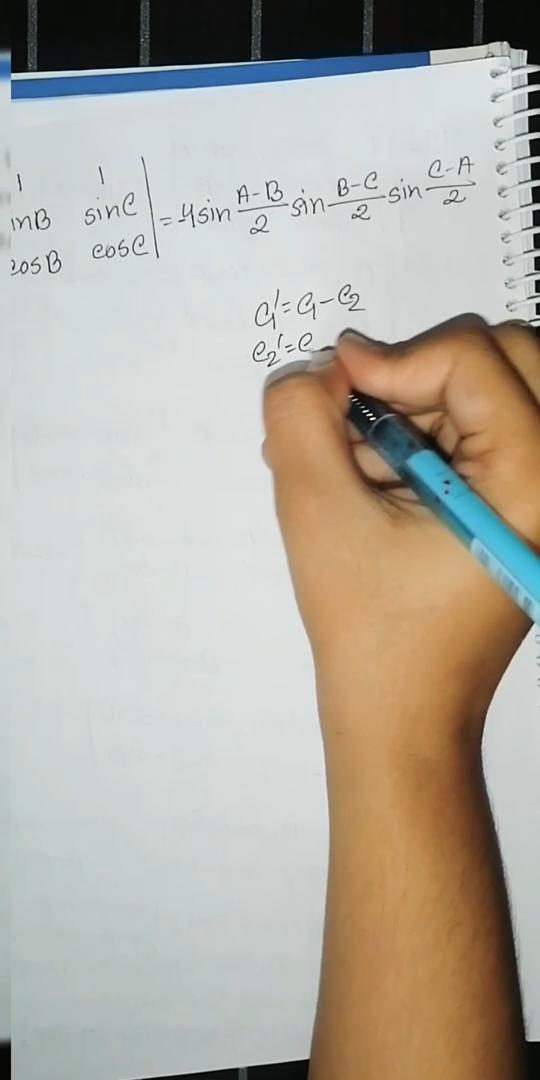 1 1
inB sinC = 4sin A-B/2 sin B-C/2 sin C-A/2
cosB cosC
c₁' = c₁ - c₂
c₂' = c